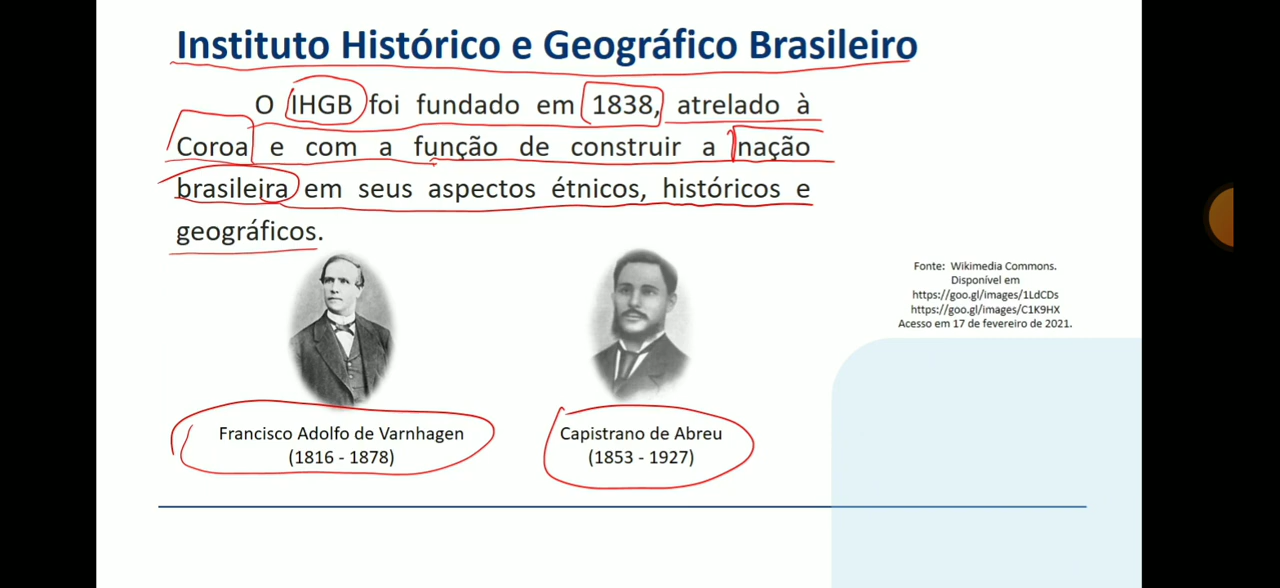 Instituto Histórico e Geográfico Brasileiro
O IHGB foi fundado em 1838, atrelado à
Coroa e com a função de construir a nação
brasileira em seus aspectos étnicos, históricos e
geográficos.
Fonte: Wikimedia Commons.
Disponível em
https://goo.gl/images/1LdCDs
https://goo.gl/images/C1K9HX
Acesso em 17 de fevereiro de 2021.
Francisco Adolfo de Varnhagen
(1816 - 1878)
Capistrano de Abreu
(1853 - 1927)